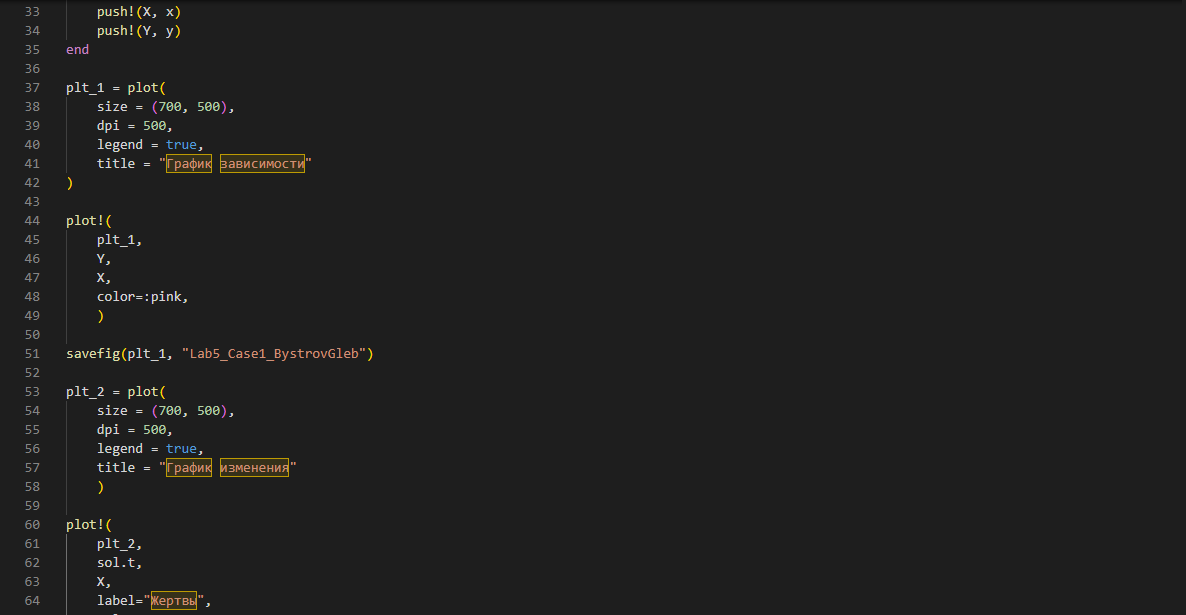 33 push!(X, x)
34 push!(Y, y)
35 end
36
37 plt_1 = plot(
38 size = (700, 500),
39 dpi = 500,
40 legend = true,
41 title = "График зависимости"
42 )
43
44 plot!(
45 plt_1,
46 Y,
47 X,
48 color=:pink,
49 )
50
51 savefig(plt_1, "Lab5_Case1_BystrovGleb")
52
53 plt_2 = plot(
54 size = (700, 500),
55 dpi = 500,
56 legend = true,
57 title = "График изменения"
58 )
59
60 plot!(
61 plt_2,
62 sol.t,
63 X,
64 label="Жертвы",